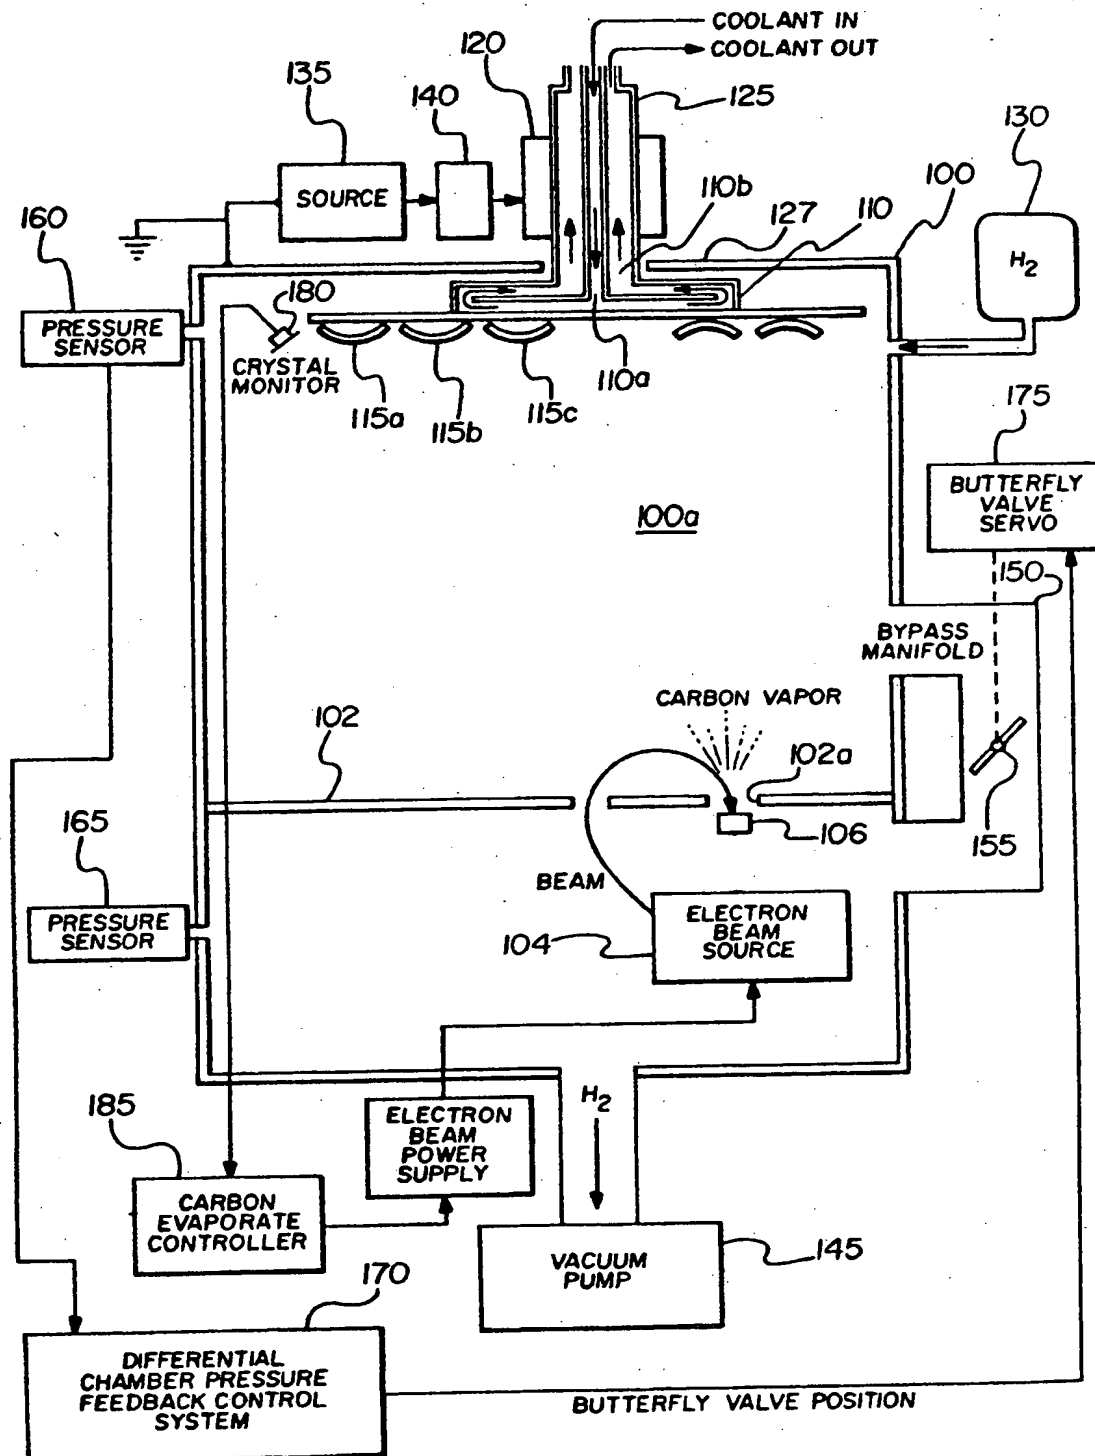 COOLANT IN
COOLANT OUT
120
135
140
125
130
SOURCE
110b
100
127
110
160
H2
180
PRESSURE
SENSOR
CRYSTAL
MONITOR
110a
115a
115b
115c
175
BUTTERFLY
VALVE
SERVO
100a
150
BYPASS
MANIFOLD
CARBON VAPOR
102
102a
165
106
155
BEAM
PRESSURE
SENSOR
ELECTRON
BEAM
SOURCE
104
185
H2
ELECTRON
BEAM
POWER
SUPPLY
CARBON
EVAPORATE
CONTROLLER
145
VACUUM
PUMP
170
DIFFERENTIAL
CHAMBER PRESSURE
FEEDBACK CONTROL
SYSTEM
BUTTERFLY VALVE POSITION